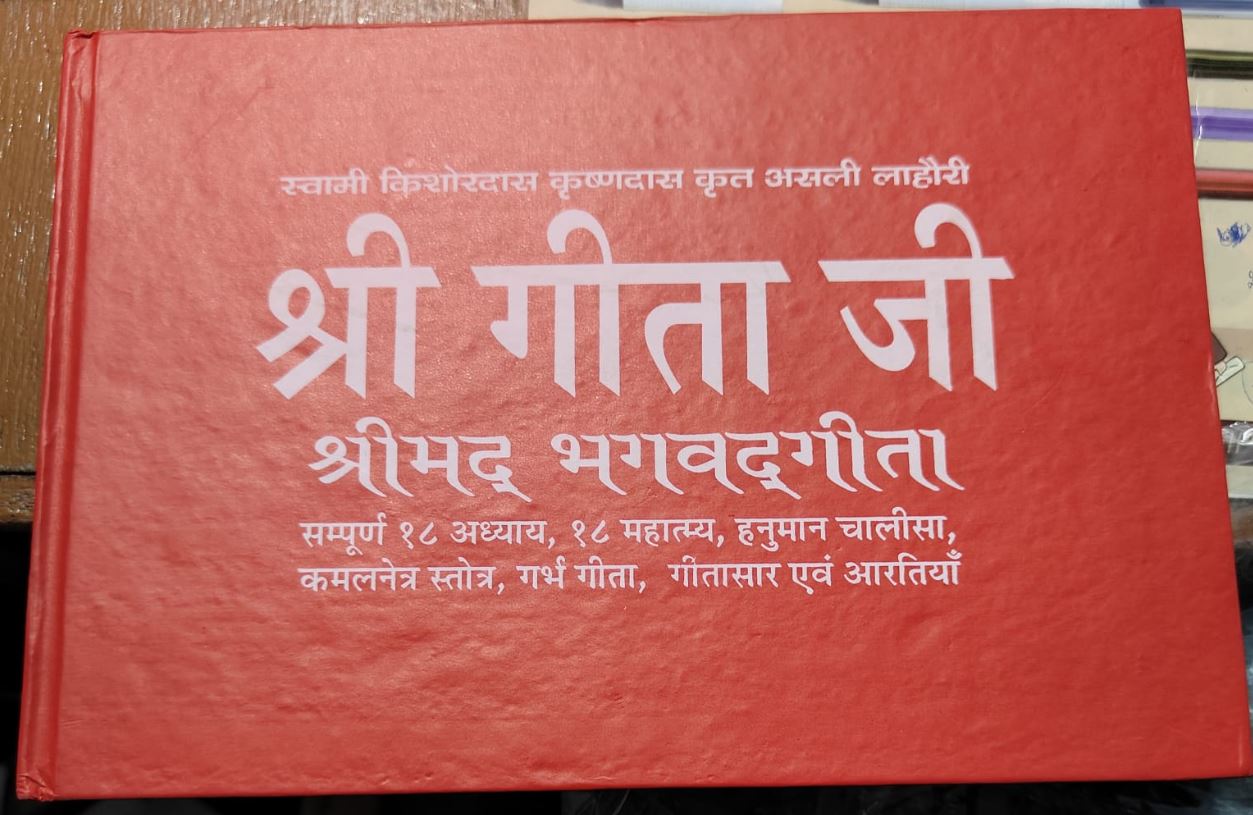 स्वामी किशोरदास कृष्णदास कृत असली लाहौरी
श्री गीता जी
श्रीमद् भगवद्गीता
सम्पूर्ण १८ अध्याय, १८ महात्म्य, हनुमान चालीसा,
कमलनेत्र स्तोत्र, गर्भ गीता, गीतासार एवं आरतियाँ